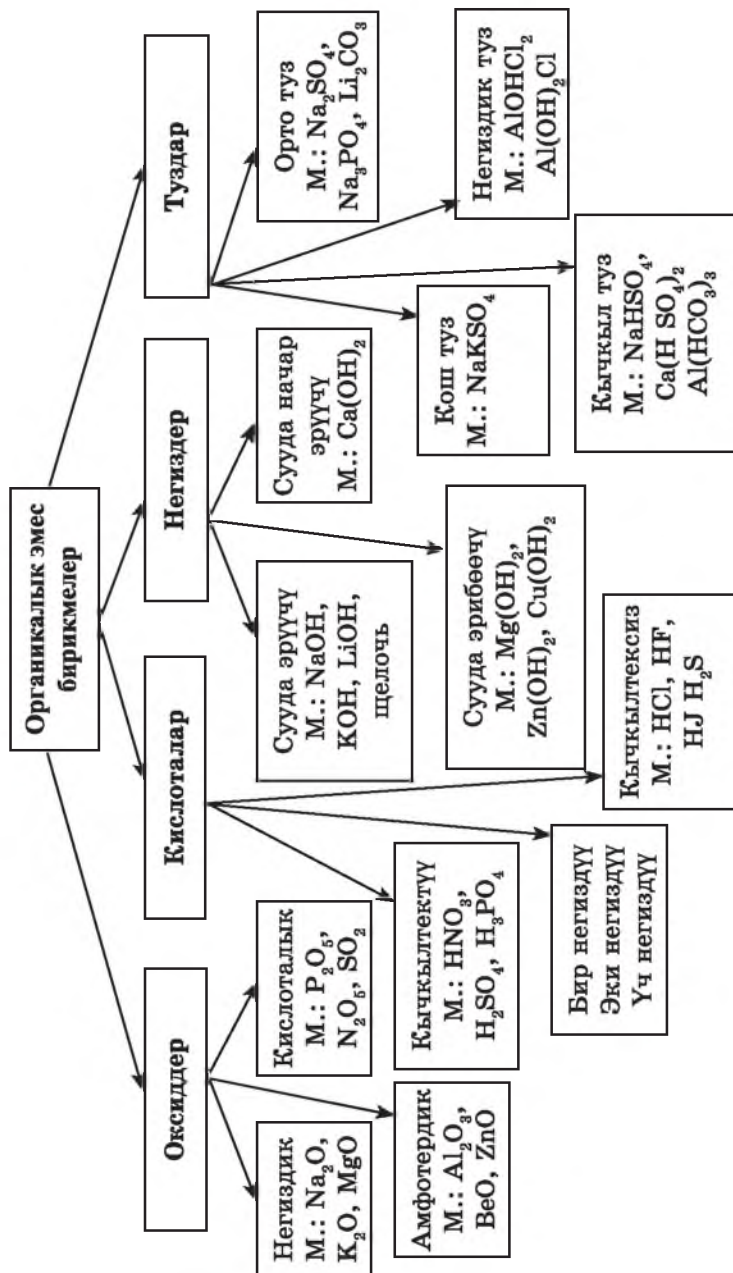 Органикалык эмес
бирикмелер
Оксиддер
Кислоталар
Негиздер
Туздар
Негиздик
М.: Na₂O,
K₂O, MgO
Кислоталык
М.: P₂O₅,
N₂O₅, SO₂
Амфотердик
М.: Al₂O₃,
BeO, ZnO
Кычкылтектүү
М.: HNO₃,
H₂SO₄, H₃PO₄
Бир негиздүү
Эки негиздүү
Үч негиздүү
Кычкылтексиз
М.: HCl, HF,
HJ H₂S
Сууда эрүүчү
М.: NaOH,
KOH, LiOH,
щелочь
Сууда начар
эрүүчү
М.: Ca(OH)₂
Сууда эрибөөчү
М.: Mg(OH)₂,
Zn(OH)₂, Cu(OH)₂
Орто туз
М.: Na₂SO₄,
Na₃PO₄, Li₂CO₃
Кош туз
М.: NaKSO₄
Негиздик туз
М.: AlOHCl₂
Al(OH)₂Cl
Кычкыл туз
М.: NaHSO₄,
Ca(H SO₄)₂
Al(HCO₃)₃